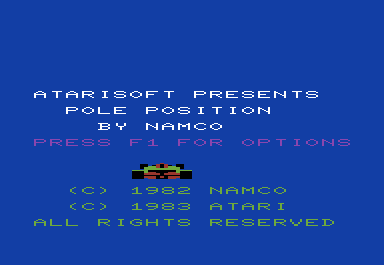 ATARISOFT PRESENTS
POLE POSITION
BY NAMCO
PRESS F1 FOR OPTIONS
(C) 1982 NAMCO
(C) 1983 ATARI
ALL RIGHTS RESERVED